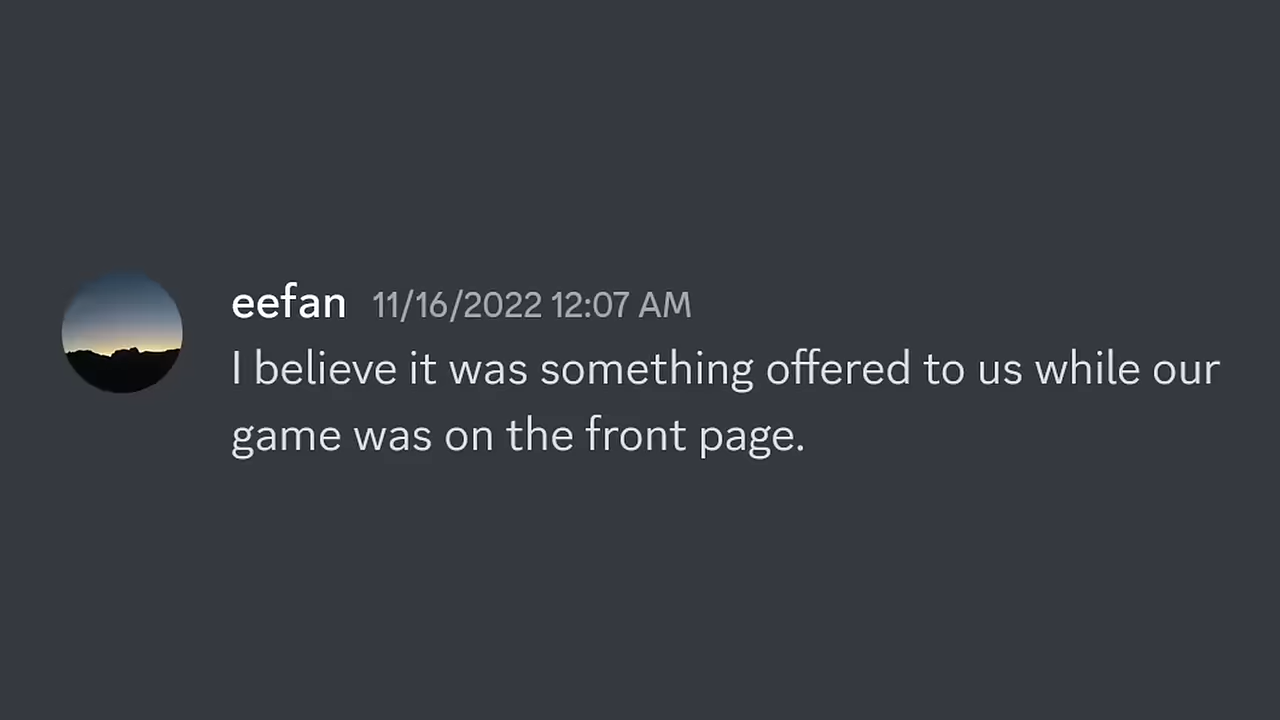 eefan 11/16/2022 12:07 AM
I believe it was something offered to us while our
game was on the front page.